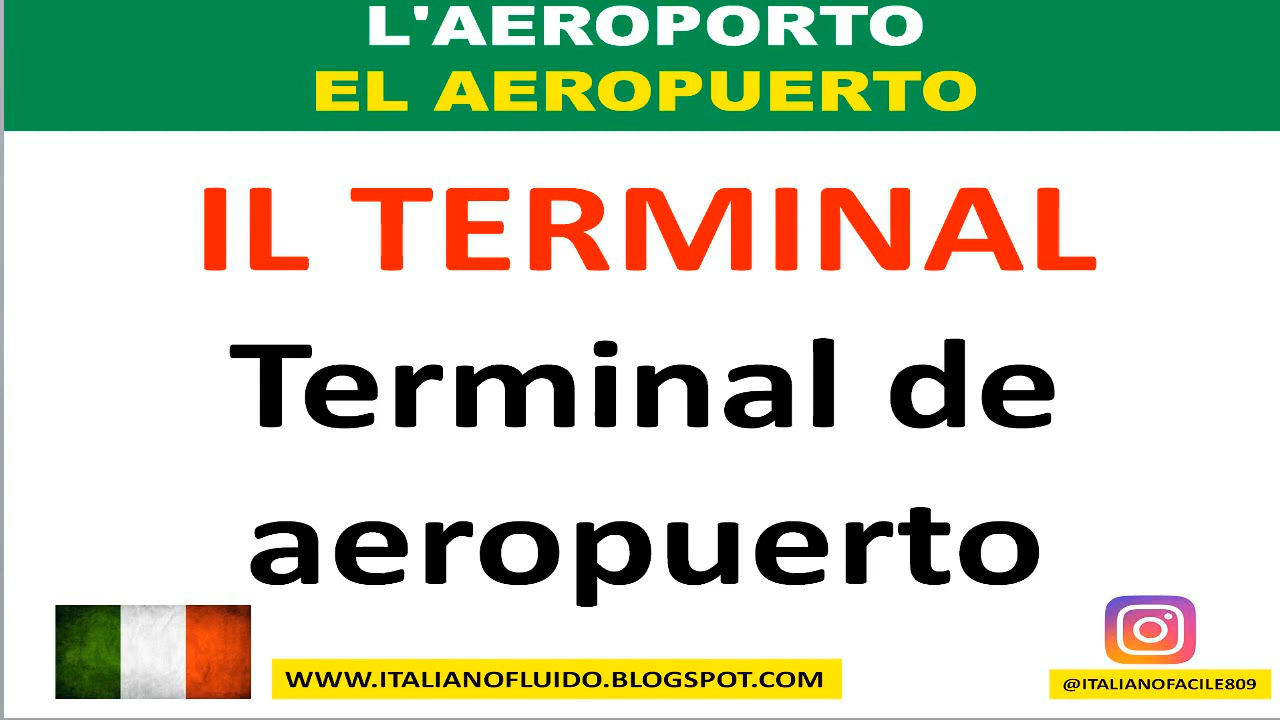 L'AEROPORTO
EL AEROPUERTO
IL TERMINAL
Terminal de
aeropuerto
WWW.ITALIANOFLUIDO.BLOGSPOT.COM
@ITALIANOFACILE809